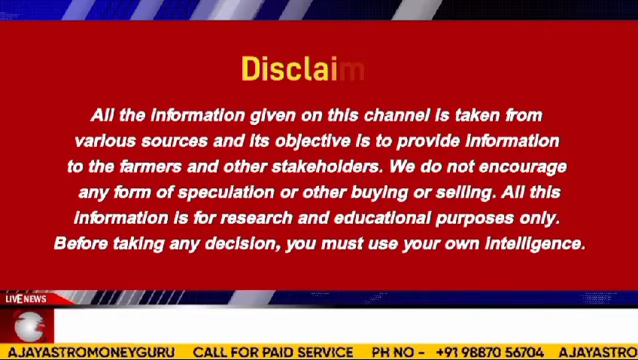 Disclaim
All the information given on this channel is taken from
various sources and its objective is to provide information
to the farmers and other stakeholders. We do not encourage
any form of speculation or other buying or selling. All this
information is for research and educational purposes only.
Before taking any decision, you must use your own intelligence.
LIVE NEWS
AJAYASTROMONEYGURU CALL FOR PAID SERVICE PH NO - +91 98870 56704 AJAYASTRO